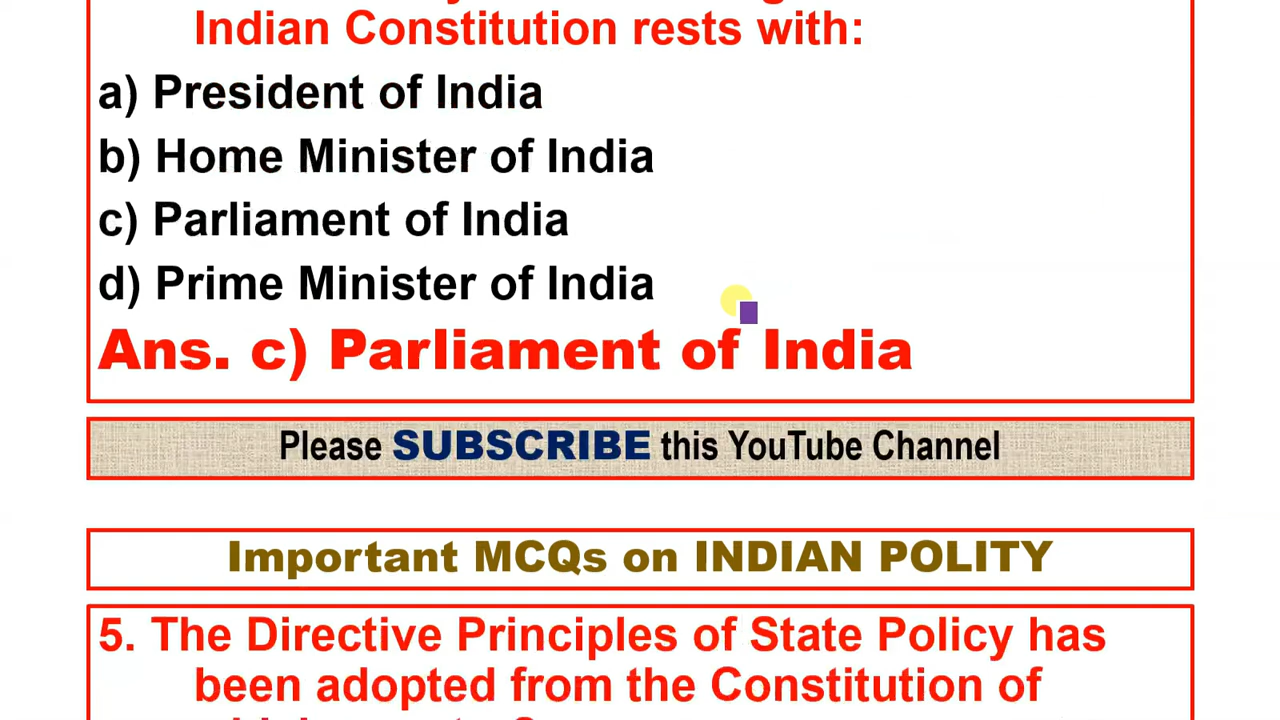 Indian Constitution rests with:
a) President of India
b) Home Minister of India
c) Parliament of India
d) Prime Minister of India
Ans. c) Parliament of India
Please SUBSCRIBE this YouTube Channel
Important MCQs on INDIAN POLITY
5. The Directive Principles of State Policy has
been adopted from the Constitution of